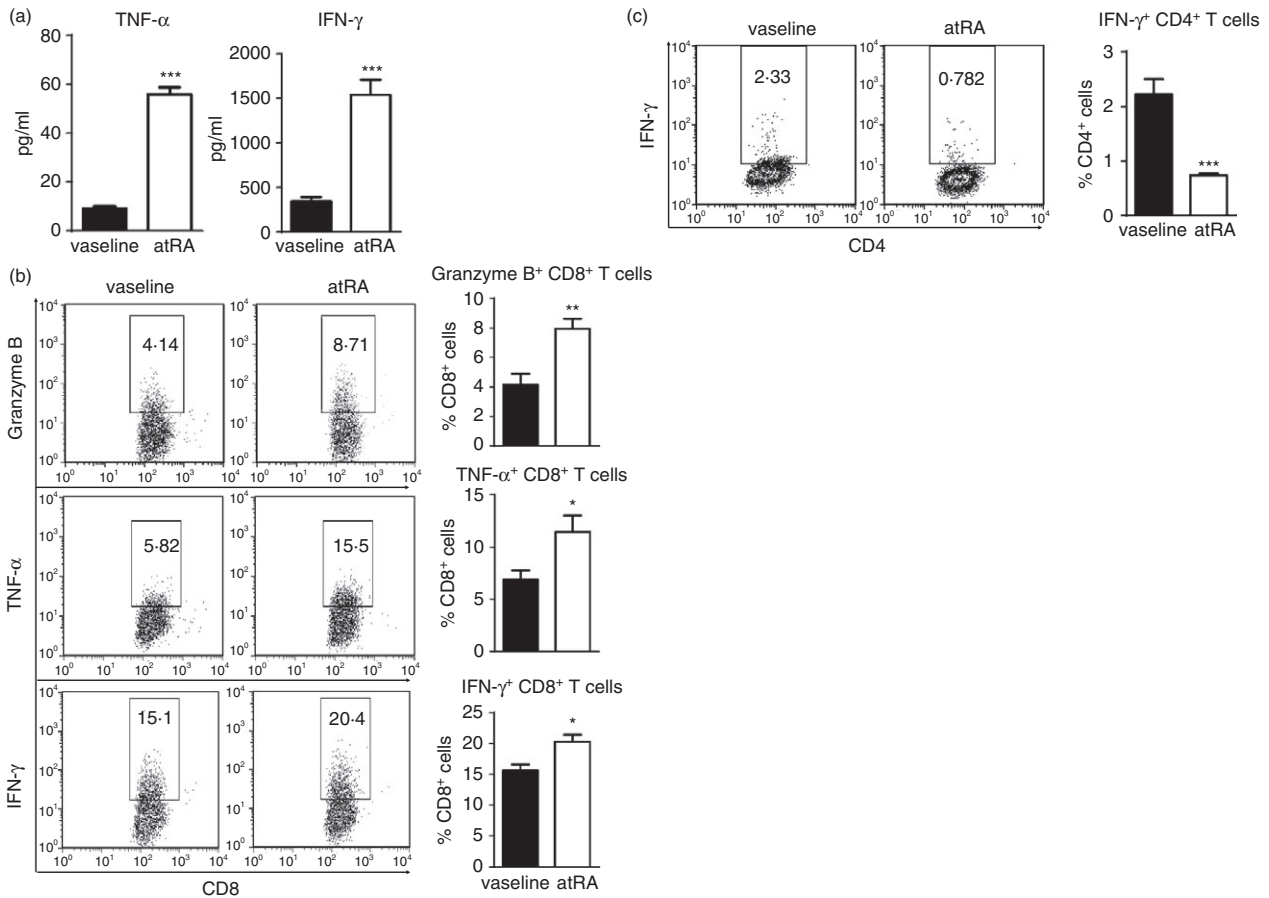 (a)
TNF-α
IFN-γ
80
60
40
20
0
pg/ml
***
vaseline atRA
2000
1500
1000
500
0
pg/ml
***
vaseline atRA
(c)
vaseline
atRA
IFN-γ⁺ CD4⁺ T cells
IFN-γ
10⁴
10³
10²
10¹
10⁰
2·33
10⁰ 10¹ 10² 10³ 10⁴
10⁴
10³
10²
10¹
10⁰
0·782
10⁰ 10¹ 10² 10³ 10⁴
CD4
% CD4⁺ cells
3
2
1
0
***
vaseline atRA
(b)
vaseline
atRA
Granzyme B⁺ CD8⁺ T cells
Granzyme B
10⁴
10³
10²
10¹
10⁰
4·14
10⁰ 10¹ 10² 10³ 10⁴
10⁴
10³
10²
10¹
10⁰
8·71
10⁰ 10¹ 10² 10³ 10⁴
% CD8⁺ cells
10
8
6
4
2
0
**
TNF-α⁺ CD8⁺ T cells
TNF-α
10⁴
10³
10²
10¹
10⁰
5·82
10⁰ 10¹ 10² 10³ 10⁴
10⁴
10³
10²
10¹
10⁰
15·5
10⁰ 10¹ 10² 10³ 10⁴
% CD8⁺ cells
15
10
5
0
*
IFN-γ⁺ CD8⁺ T cells
IFN-γ
10⁴
10³
10²
10¹
10⁰
15·1
10⁰ 10¹ 10² 10³ 10⁴
10⁴
10³
10²
10¹
10⁰
20·4
10⁰ 10¹ 10² 10³ 10⁴
CD8
% CD8⁺ cells
25
20
15
10
5
0
*
vaseline atRA